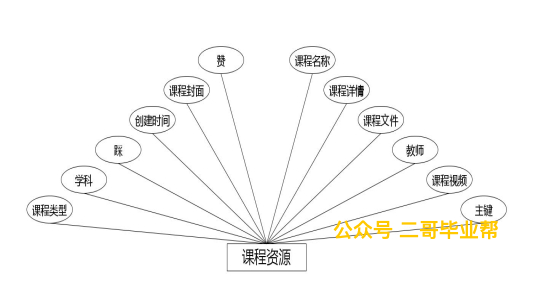 赞
课程名称
课程封面
课程详情
创建时间
课程文件
踩
教师
学科
课程视频
课程类型
主键
公众号 二哥毕业帮
课程资源